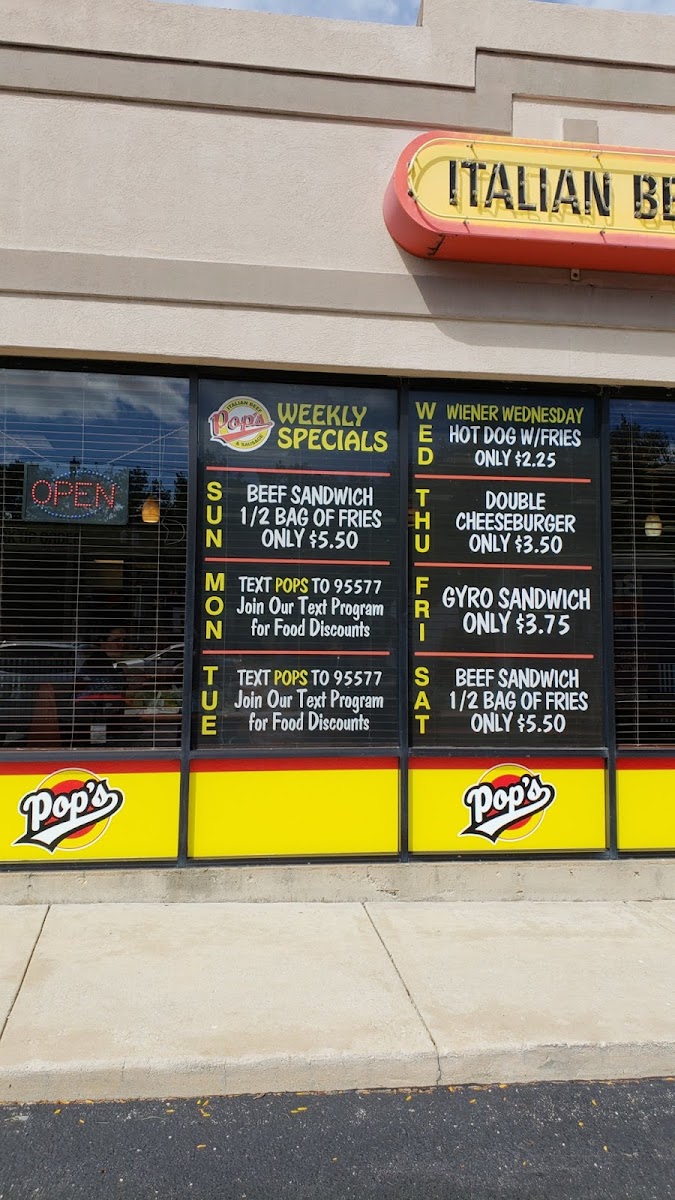 ITALIAN BE
OPEN
ITALIAN BEEF
Pop's
& SAUSAGE
WEEKLY
SPECIALS
SUN
BEEF SANDWICH
1/2 BAG OF FRIES
ONLY $5.50
MON
TEXT POPS TO 95577
Join Our Text Program
for Food Discounts
TUE
TEXT POPS TO 95577
Join Our Text Program
for Food Discounts
WED
WIENER WEDNESDAY
HOT DOG W/FRIES
ONLY $2.25
THU
DOUBLE
CHEESEBURGER
ONLY $3.50
FRI
GYRO SANDWICH
ONLY $3.75
SAT
BEEF SANDWICH
1/2 BAG OF FRIES
ONLY $5.50
Pop's
Pop's